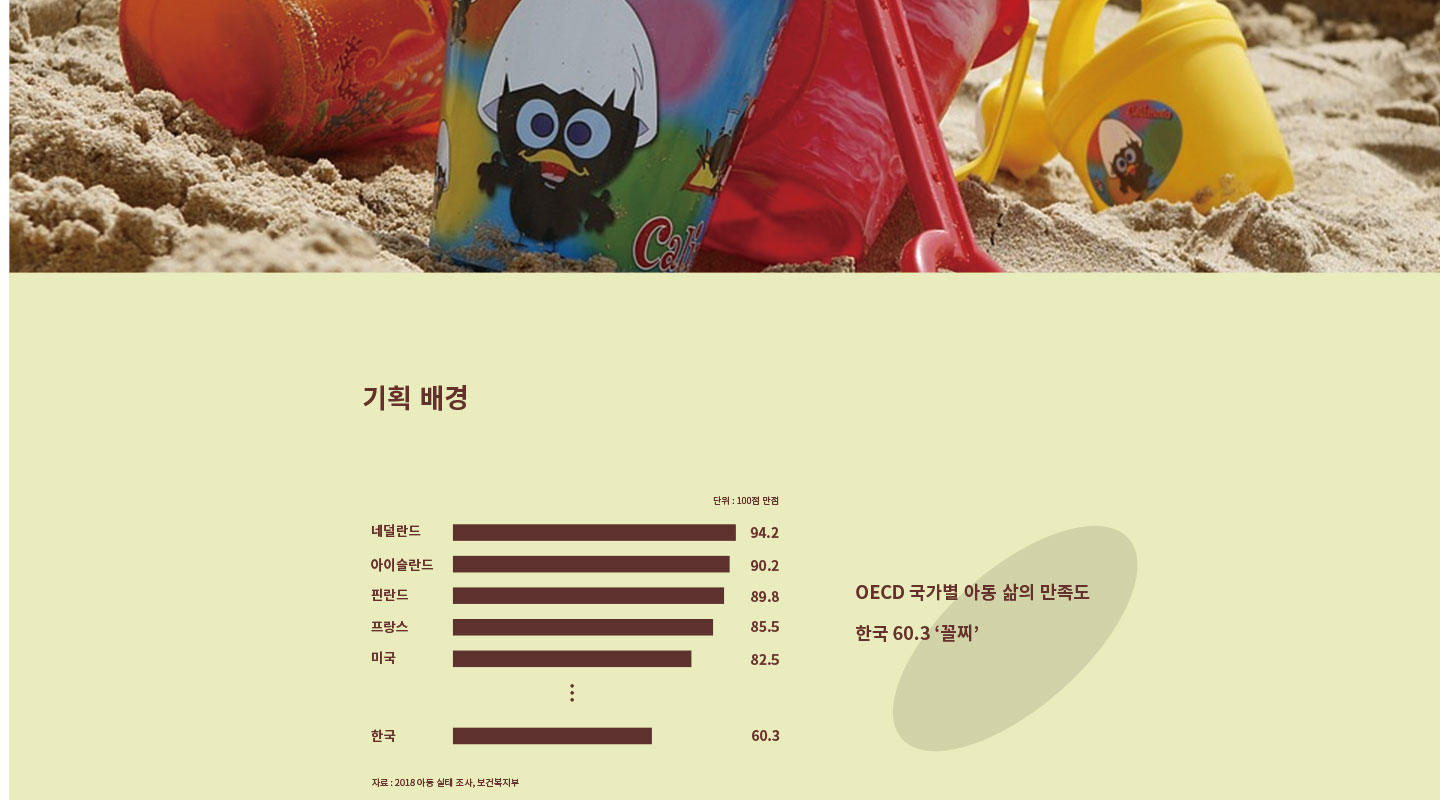 Calimero
기획 배경
단위 : 100점 만점
네덜란드 94.2
아이슬란드 90.2
핀란드 89.8
프랑스 85.5
미국 82.5
한국 60.3
OECD 국가별 아동 삶의 만족도
한국 60.3 ‘꼴찌’
자료 : 2018 아동 실태 조사, 보건복지부